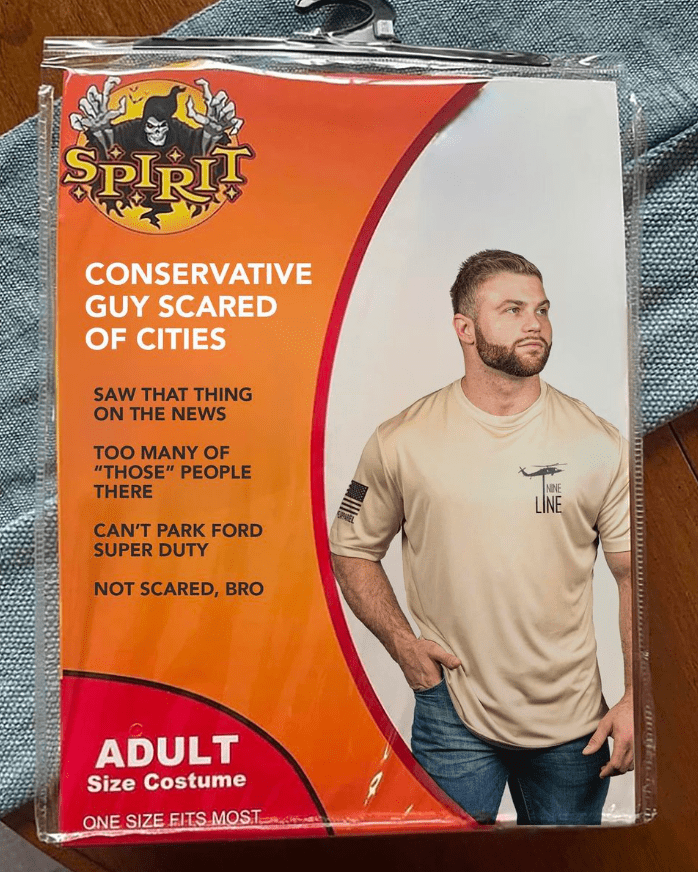 SPIRIT
CONSERVATIVE
GUY SCARED
OF CITIES
SAW THAT THING
ON THE NEWS
TOO MANY OF
“THOSE” PEOPLE
THERE
CAN’T PARK FORD
SUPER DUTY
NOT SCARED, BRO
NINE
LINE
APPAREL
ADULT
Size Costume
ONE SIZE FITS MOST